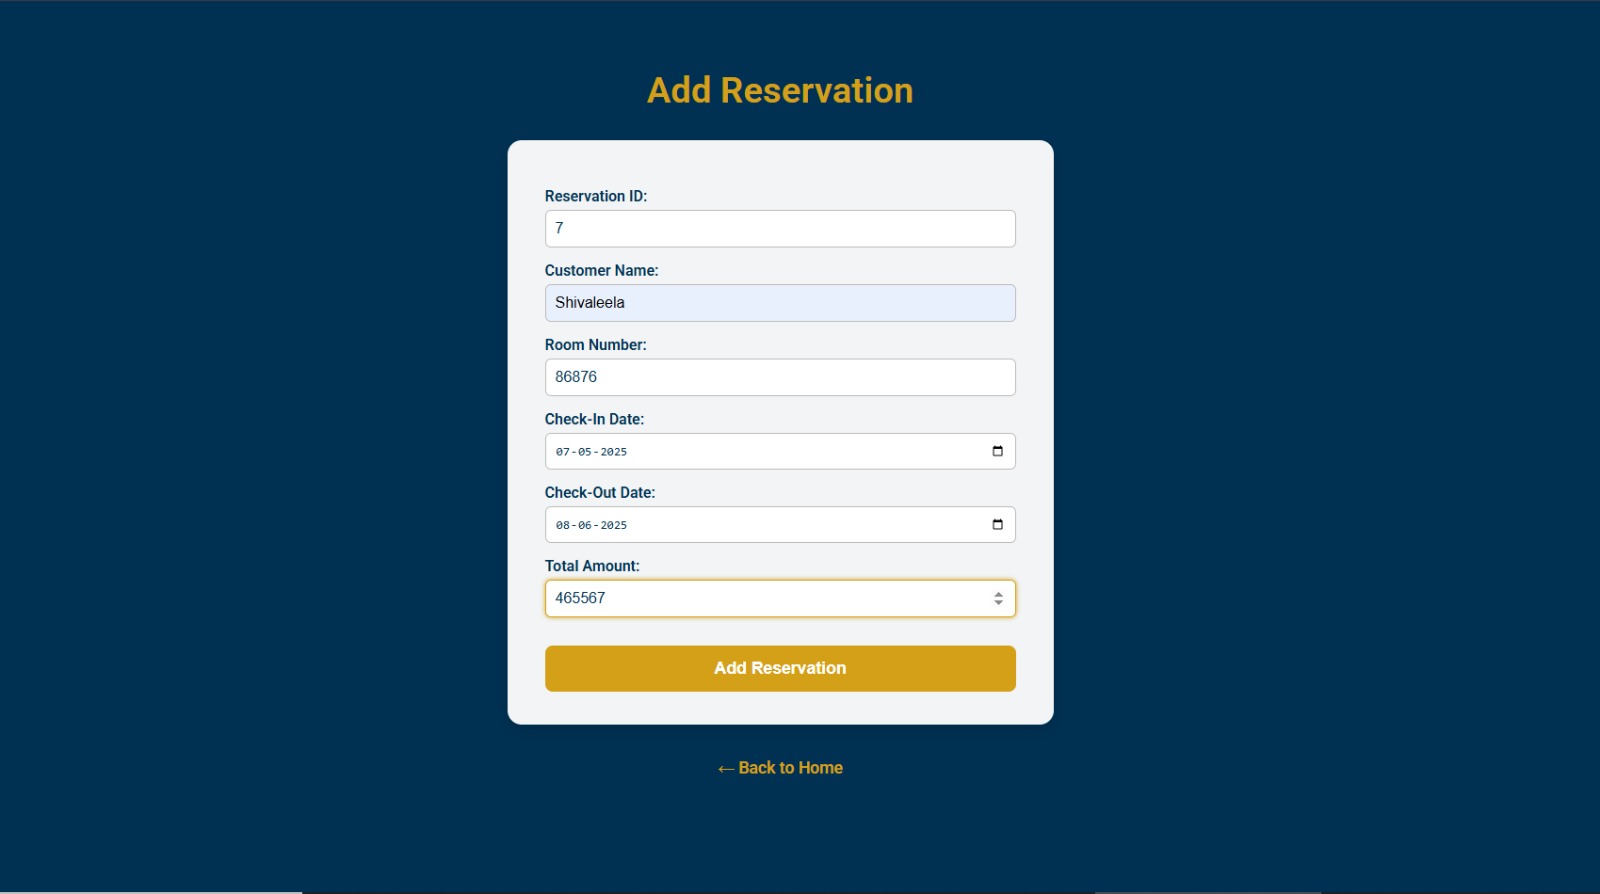 Add Reservation
Reservation ID:
7
Customer Name:
Shivaleela
Room Number:
86876
Check-In Date:
07-05-2025
Check-Out Date:
08-06-2025
Total Amount:
465567
Add Reservation
← Back to Home